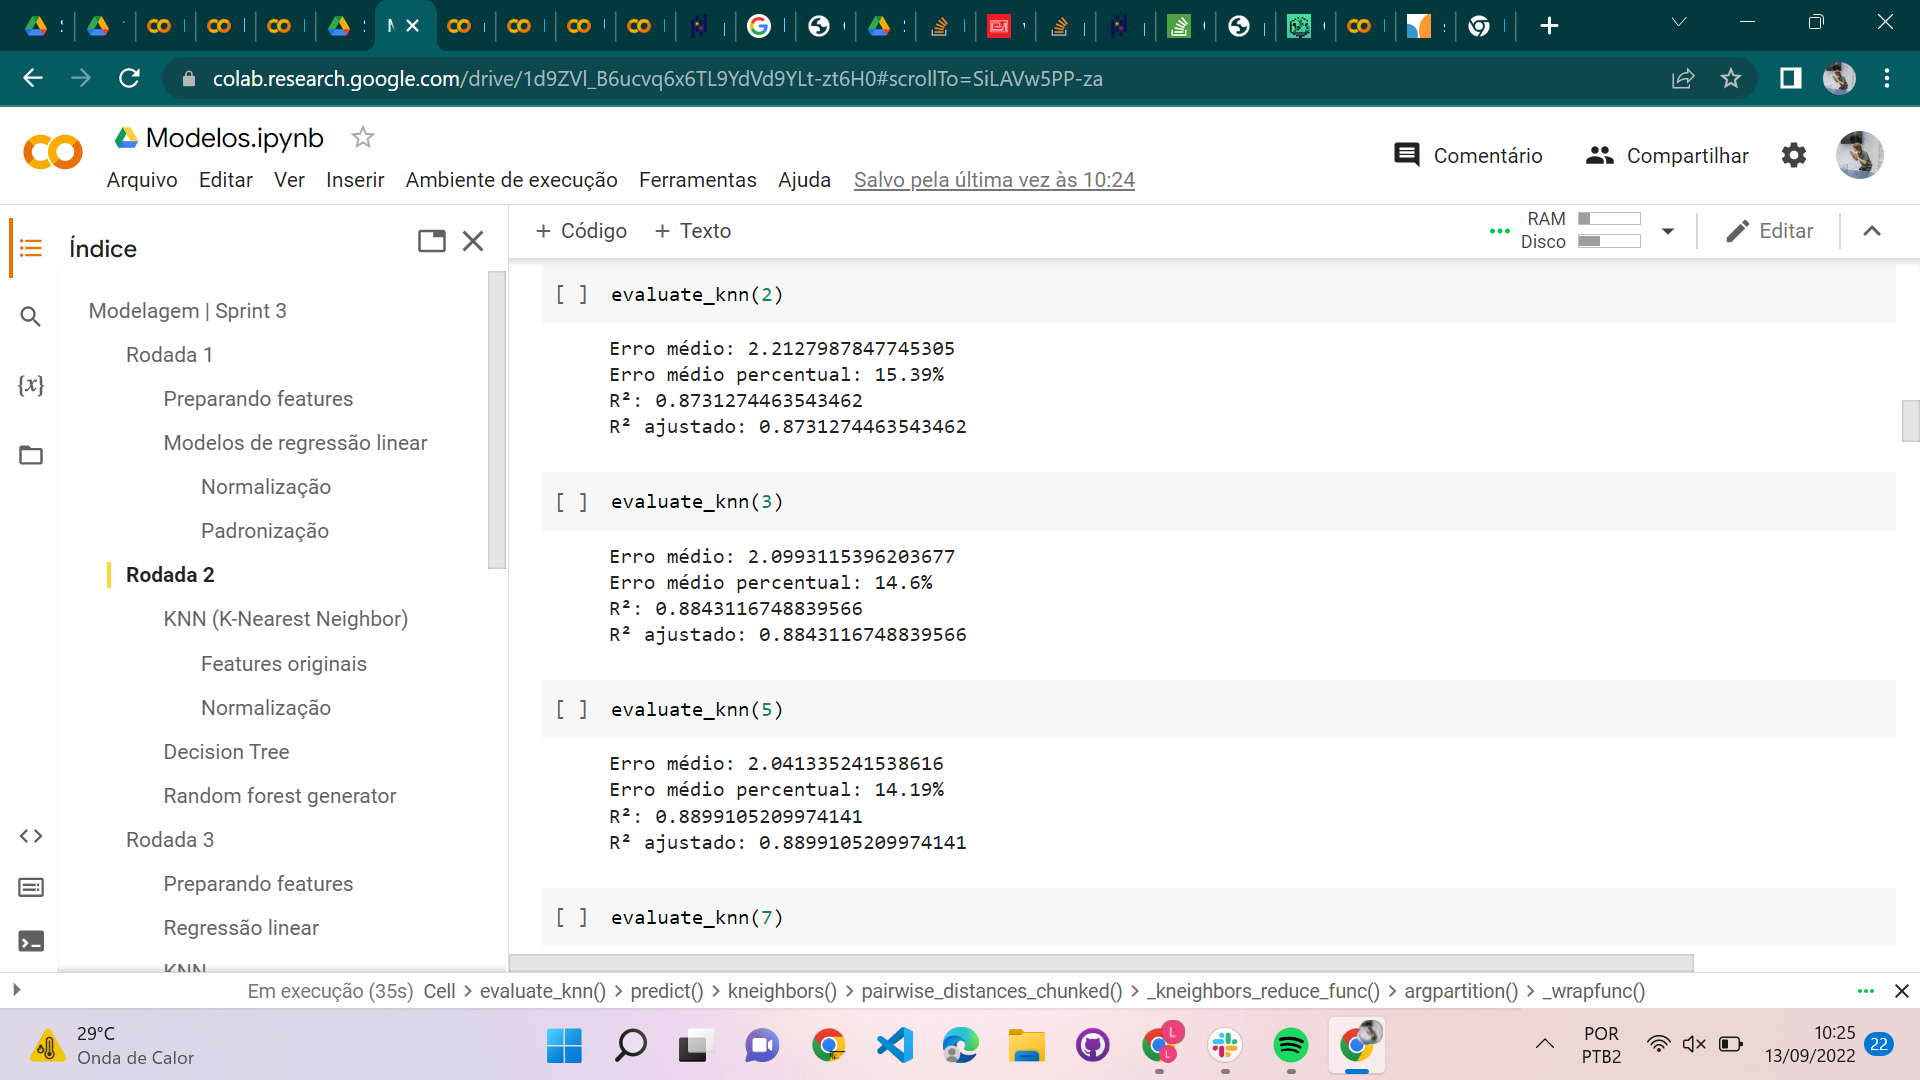 colab.research.google.com/drive/1d9ZVl_B6ucvq6x6TL9YdVd9YLt-zt6H0#scrollTo=SiLAVw5PP-za
Modelos.ipynb
Arquivo Editar Ver Inserir Ambiente de execução Ferramentas Ajuda Salvo pela última vez às 10:24
Comentário Compartilhar
Índice
+ Código + Texto
RAM
Disco
Editar
Modelagem | Sprint 3
Rodada 1
Preparando features
Modelos de regressão linear
Normalização
Padronização
Rodada 2
KNN (K-Nearest Neighbor)
Features originais
Normalização
Decision Tree
Random forest generator
Rodada 3
Preparando features
Regressão linear
KNN
[ ] evaluate_knn(2)
Erro médio: 2.2127987847745305
Erro médio percentual: 15.39%
R²: 0.8731274463543462
R² ajustado: 0.8731274463543462
[ ] evaluate_knn(3)
Erro médio: 2.0993115396203677
Erro médio percentual: 14.6%
R²: 0.8843116748839566
R² ajustado: 0.8843116748839566
[ ] evaluate_knn(5)
Erro médio: 2.041335241538616
Erro médio percentual: 14.19%
R²: 0.8899105209974141
R² ajustado: 0.8899105209974141
[ ] evaluate_knn(7)
Em execução (35s) Cell > evaluate_knn() > predict() > kneighbors() > pairwise_distances_chunked() > _kneighbors_reduce_func() > argpartition() > _wrapfunc()
29°C
Onda de Calor
POR
PTB2
10:25
13/09/2022
22